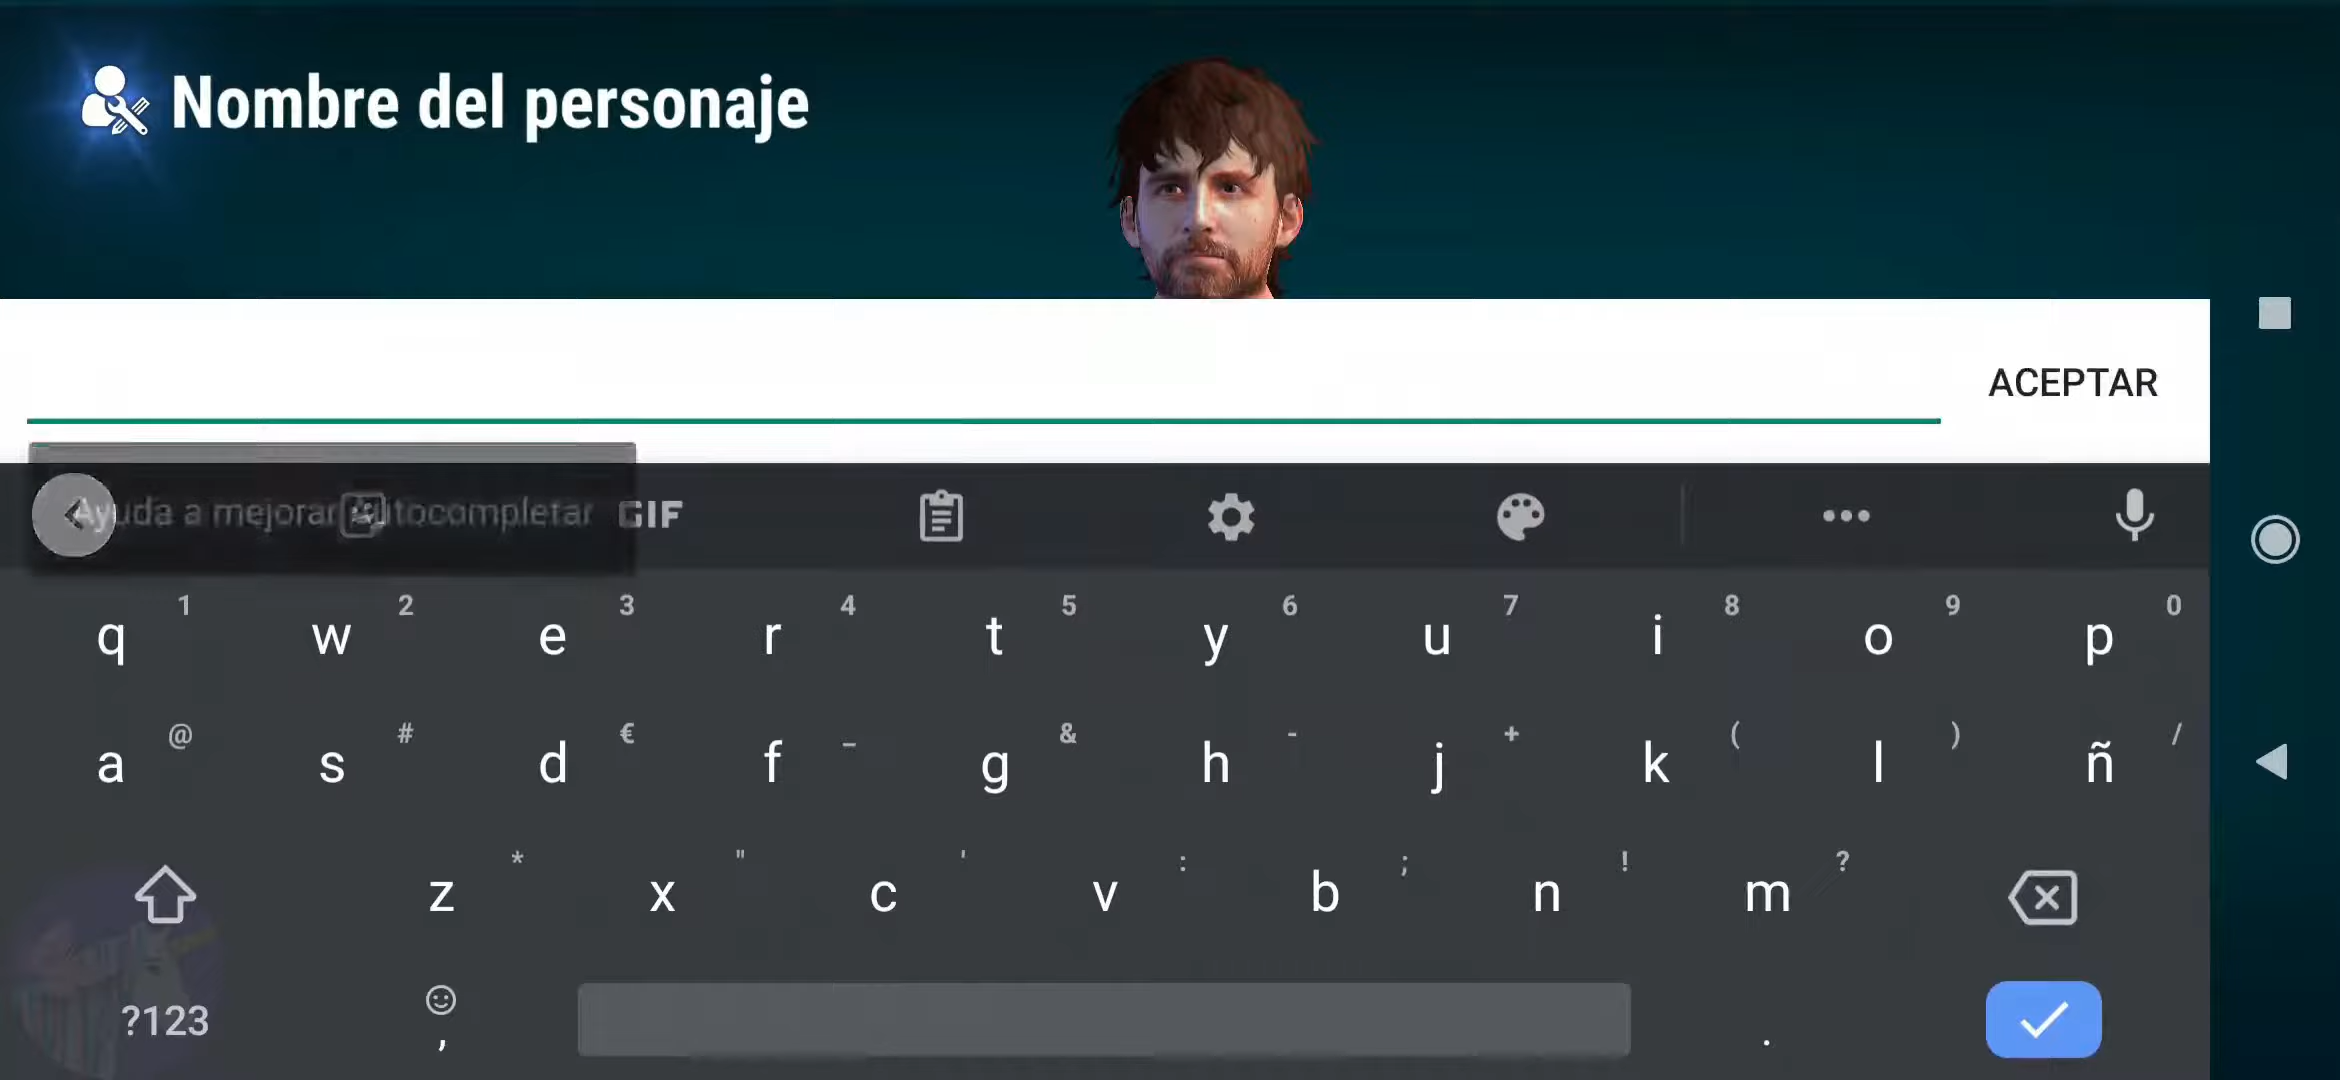 Nombre del personaje
ACEPTAR
Ayuda a mejorar Autocompletar
GIF
1 2 3 4 5 6 7 8 9 0
q w e r t y u i o p
@ # € _ & - + ( ) /
a s d f g h j k l ñ
* " ' : ; ! ?
z x c v b n m
?123 , .